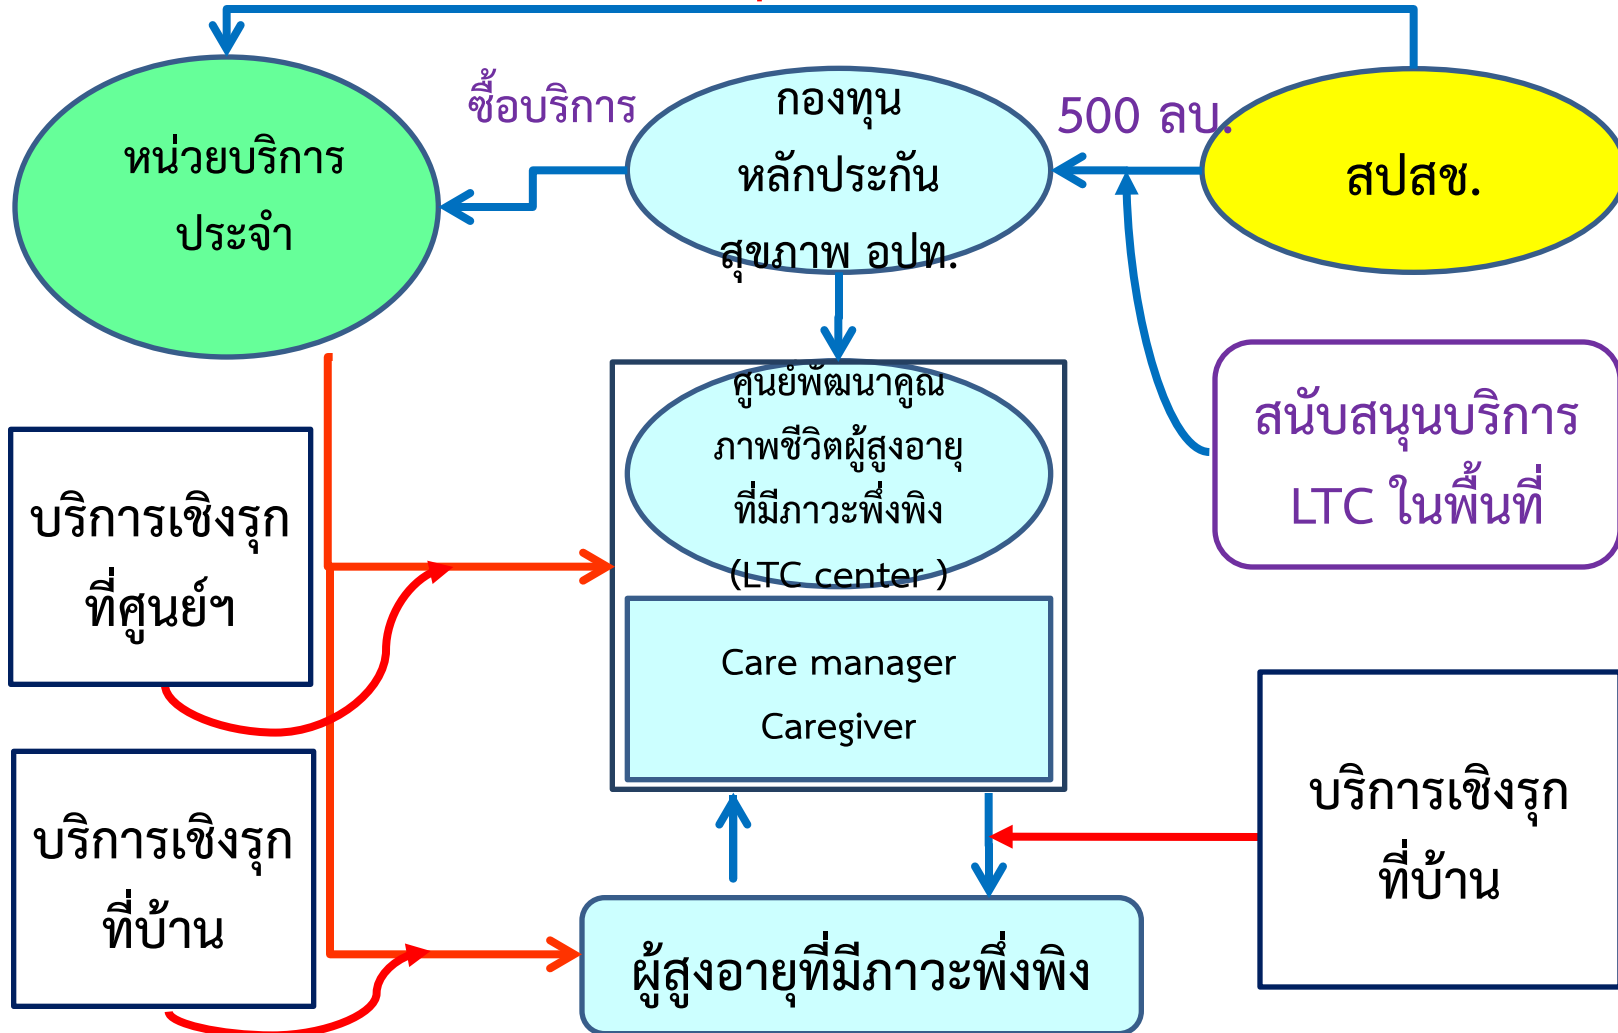 ซื้อบริการ
กองทุน
หลักประกัน
สุขภาพ อปท.
500 ลบ.
สปสช.
หน่วยบริการ
ประจำ
ศูนย์พัฒนาคุณ
ภาพชีวิตผู้สูงอายุ
ที่มีภาวะพึ่งพิง
(LTC center )
Care manager
Caregiver
สนับสนุนบริการ
LTC ในพื้นที่
บริการเชิงรุก
ที่ศูนย์ฯ
บริการเชิงรุก
ที่บ้าน
บริการเชิงรุก
ที่บ้าน
ผู้สูงอายุที่มีภาวะพึ่งพิง